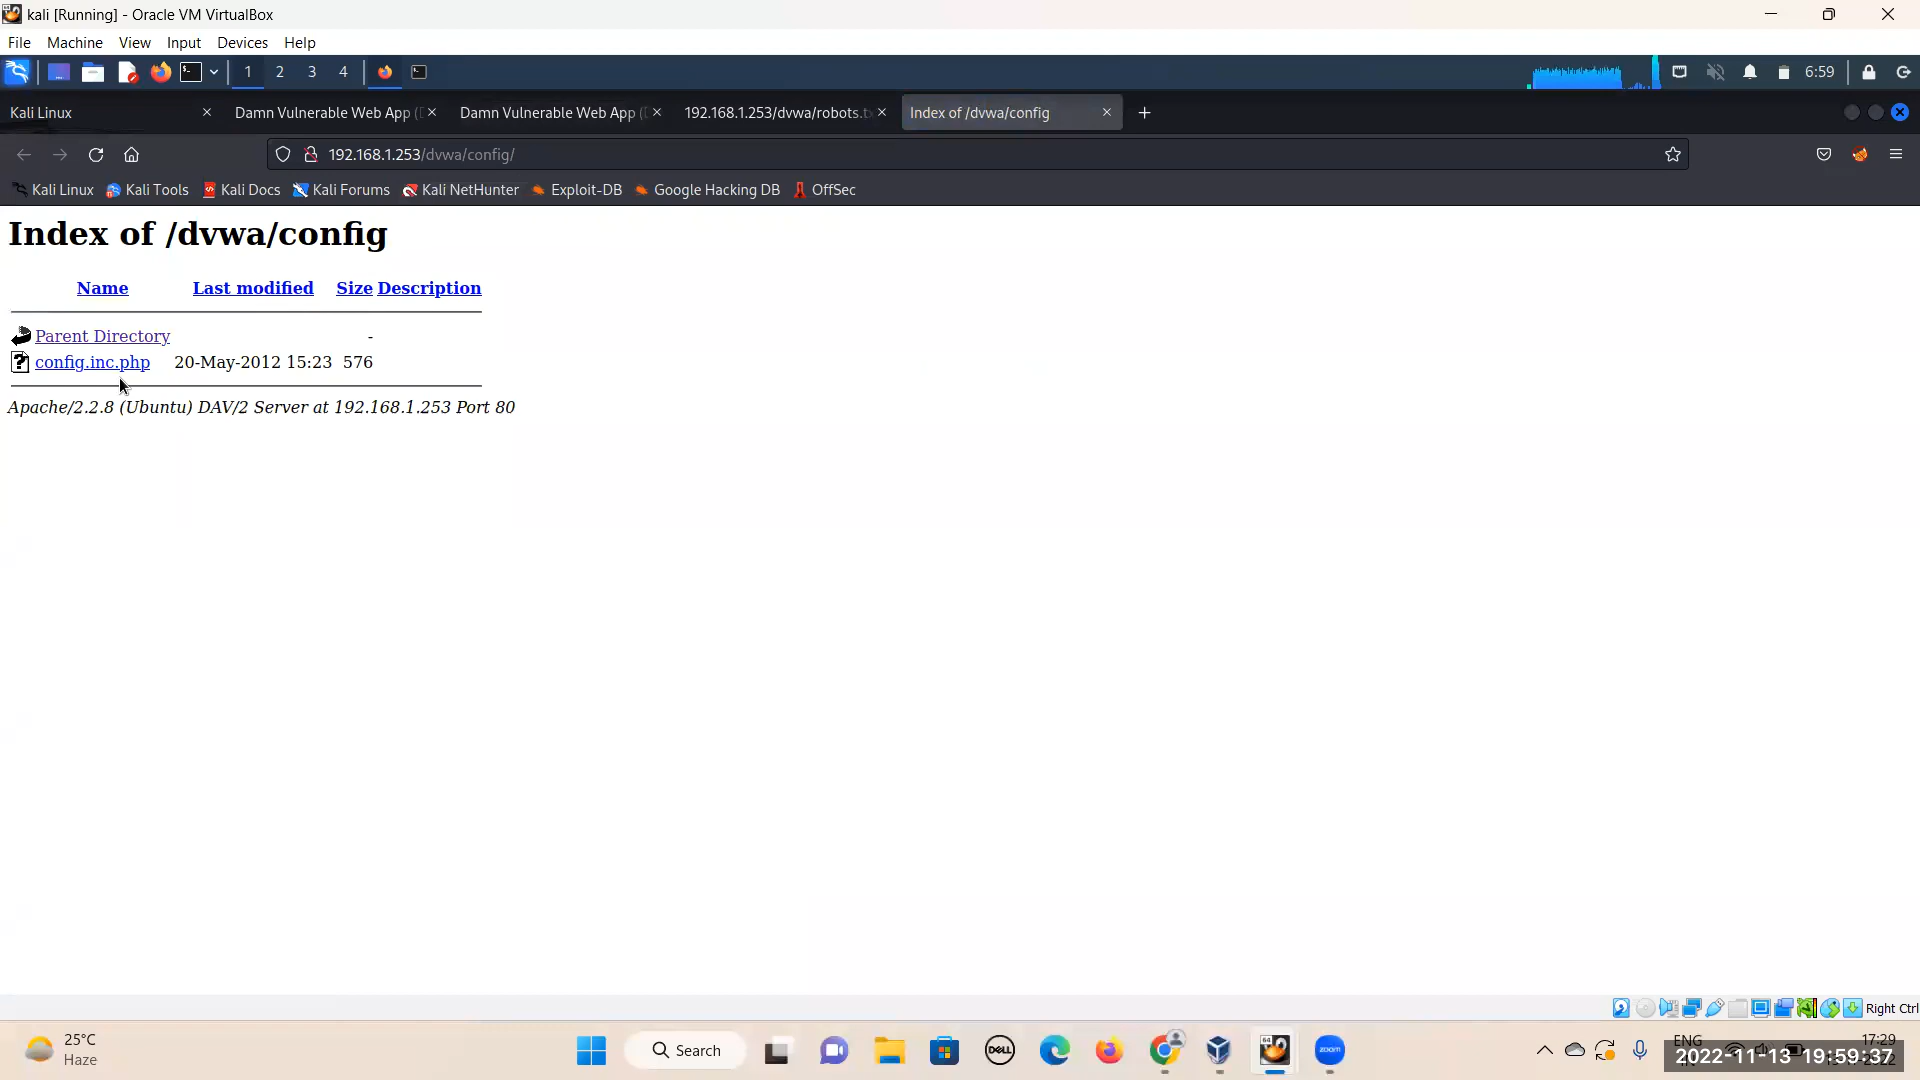 kali [Running] - Oracle VM VirtualBox
File Machine View Input Devices Help
1 2 3 4 6:59
Kali Linux Damn Vulnerable Web App ( Damn Vulnerable Web App ( 192.168.1.253/dvwa/robots.t Index of /dvwa/config
192.168.1.253/dvwa/config/
Kali Linux Kali Tools Kali Docs Kali Forums Kali NetHunter Exploit-DB Google Hacking DB OffSec
Index of /dvwa/config
Name Last modified Size Description
Parent Directory -
config.inc.php 20-May-2012 15:23 576
Apache/2.2.8 (Ubuntu) DAV/2 Server at 192.168.1.253 Port 80
Right Ctrl
25°C
Haze
Search
DELL
zoom
ENG
17:29
2022-11-13 19:59:37